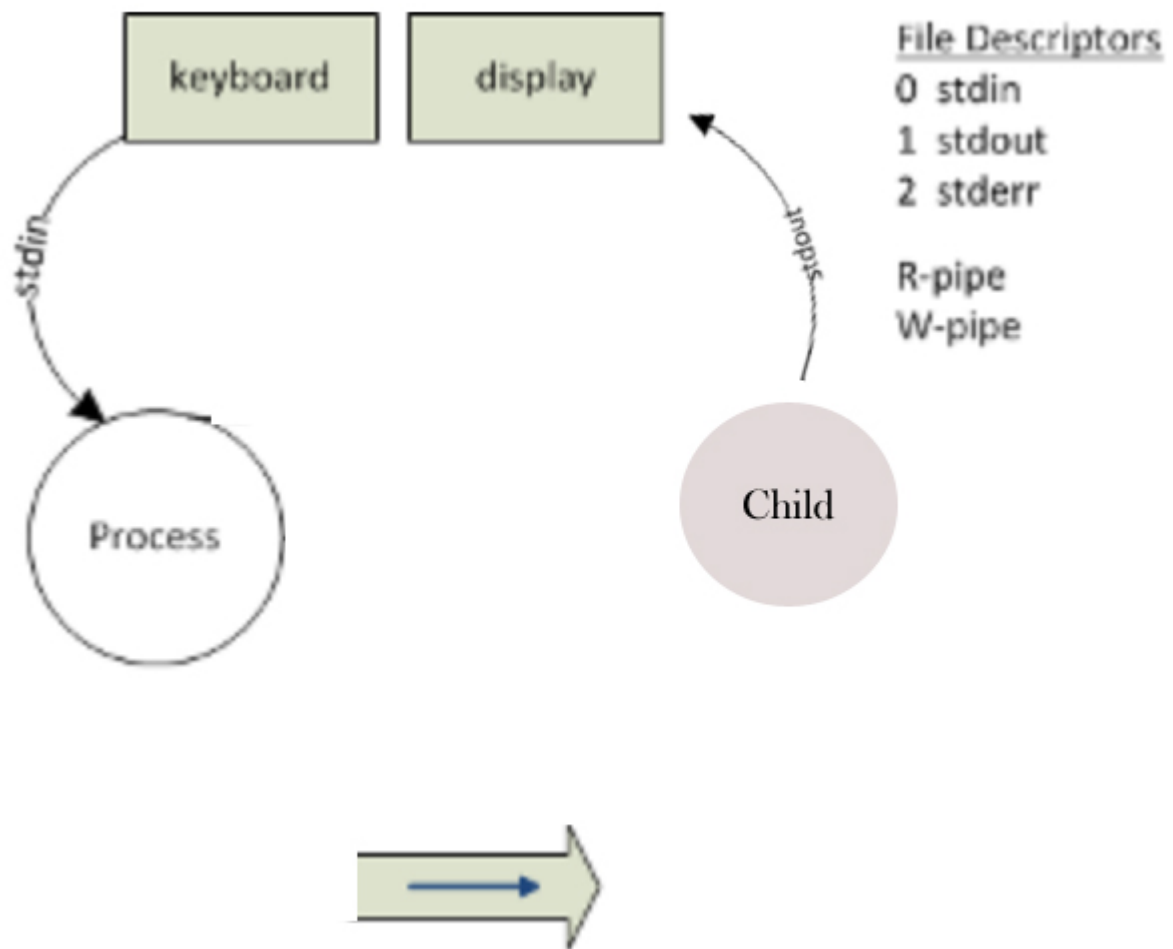 keyboard
display
stdin
stdout
Process
Child
File Descriptors
0 stdin
1 stdout
2 stderr
R-pipe
W-pipe